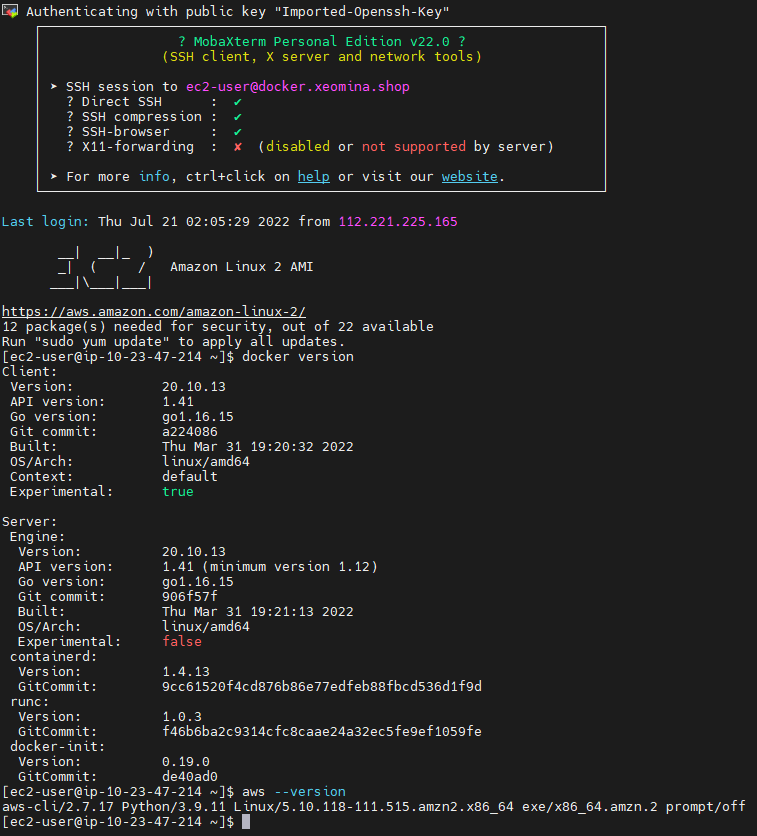 Authenticating with public key "Imported-Openssh-Key"
? MobaXterm Personal Edition v22.0 ?
(SSH client, X server and network tools)
➤ SSH session to ec2-user@docker.xeomina.shop
? Direct SSH      :  ✔
? SSH compression :  ✔
? SSH-browser     :  ✔
? X11-forwarding  :  ✘  (disabled or not supported by server)
➤ For more info, ctrl+click on help or visit our website.
Last login: Thu Jul 21 02:05:29 2022 from 112.221.225.165
       __|  __|_  )
       _|  (     /   Amazon Linux 2 AMI
      ___|\___|___|
https://aws.amazon.com/amazon-linux-2/
12 package(s) needed for security, out of 22 available
Run "sudo yum update" to apply all updates.
[ec2-user@ip-10-23-47-214 ~]$ docker version
Client:
 Version:           20.10.13
 API version:       1.41
 Go version:        go1.16.15
 Git commit:        a224086
 Built:             Thu Mar 31 19:20:32 2022
 OS/Arch:           linux/amd64
 Context:           default
 Experimental:      true
Server:
 Engine:
  Version:          20.10.13
  API version:      1.41 (minimum version 1.12)
  Go version:       go1.16.15
  Git commit:       906f57f
  Built:            Thu Mar 31 19:21:13 2022
  OS/Arch:          linux/amd64
  Experimental:     false
 containerd:
  Version:          1.4.13
  GitCommit:        9cc61520f4cd876b86e77edfeb88fbcd536d1f9d
 runc:
  Version:          1.0.3
  GitCommit:        f46b6ba2c9314cfc8caae24a32ec5fe9ef1059fe
 docker-init:
  Version:          0.19.0
  GitCommit:        de40ad0
[ec2-user@ip-10-23-47-214 ~]$ aws --version
aws-cli/2.7.17 Python/3.9.11 Linux/5.10.118-111.515.amzn2.x86_64 exe/x86_64.amzn.2 prompt/off
[ec2-user@ip-10-23-47-214 ~]$